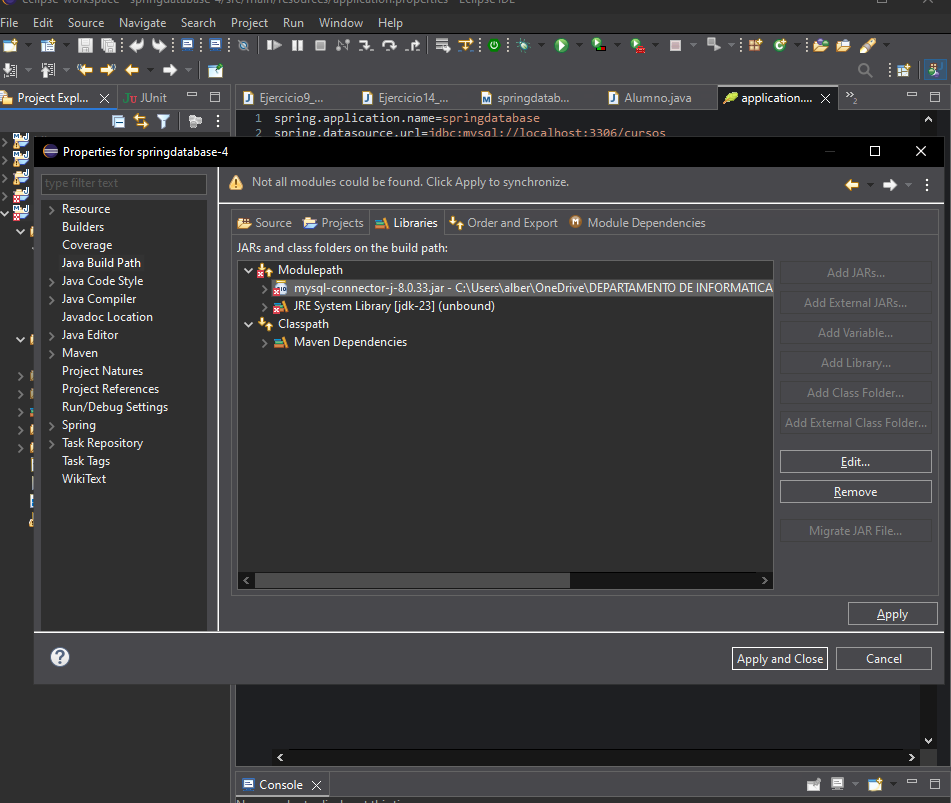 eclipse-workspace - springdatabase-4/src/main/resources/application.properties - Eclipse IDE
File Edit Source Navigate Search Project Run Window Help
Project Expl... JUnit
Ejercicio9_... Ejercicio14_... springdatab... Alumno.java application.... 2
1 spring.application.name=springdatabase
2 spring.datasource.url=jdbc:mysql://localhost:3306/cursos
Properties for springdatabase-4
type filter text
Resource
Builders
Coverage
Java Build Path
Java Code Style
Java Compiler
Javadoc Location
Java Editor
Maven
Project Natures
Project References
Run/Debug Settings
Spring
Task Repository
Task Tags
WikiText
Not all modules could be found. Click Apply to synchronize.
Source Projects Libraries Order and Export Module Dependencies
JARs and class folders on the build path:
Modulepath
mysql-connector-j-8.0.33.jar - C:\Users\alber\OneDrive\DEPARTAMENTO DE INFORMATICA
JRE System Library [jdk-23] (unbound)
Classpath
Maven Dependencies
Add JARs...
Add External JARs...
Add Variable...
Add Library...
Add Class Folder...
Add External Class Folder...
Edit...
Remove
Migrate JAR File...
Apply
Apply and Close Cancel
Console